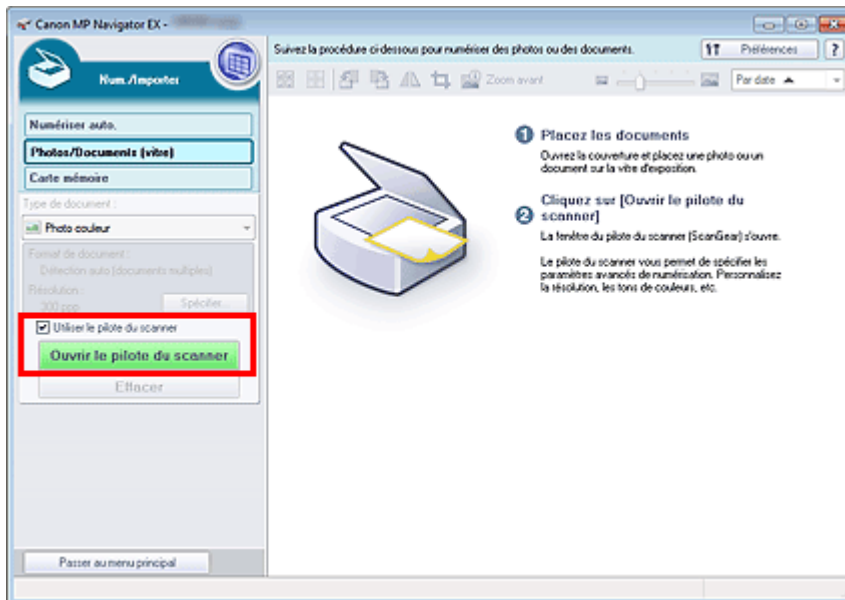 Canon MP Navigator EX -
Num./Importer
Suivez la procédure ci-dessous pour numériser des photos ou des documents.
Préférences
?
Zoom avant
Par date
Numériser auto.
Photos/Documents (vitre)
Carte mémoire
Type de document :
Photo couleur
Format de document :
Détection auto (documents multiples)
Résolution :
300 ppp
Spécifier...
Utiliser le pilote du scanner
Ouvrir le pilote du scanner
Effacer
Passer au menu principal
1 Placez les documents
Ouvrez la couverture et placez une photo ou un
document sur la vitre d'exposition.
2 Cliquez sur [Ouvrir le pilote du
scanner]
La fenêtre du pilote du scanner (ScanGear) s'ouvre.
Le pilote du scanner vous permet de spécifier les
paramètres avancés de numérisation. Personnalisez
la résolution, les tons de couleurs, etc.